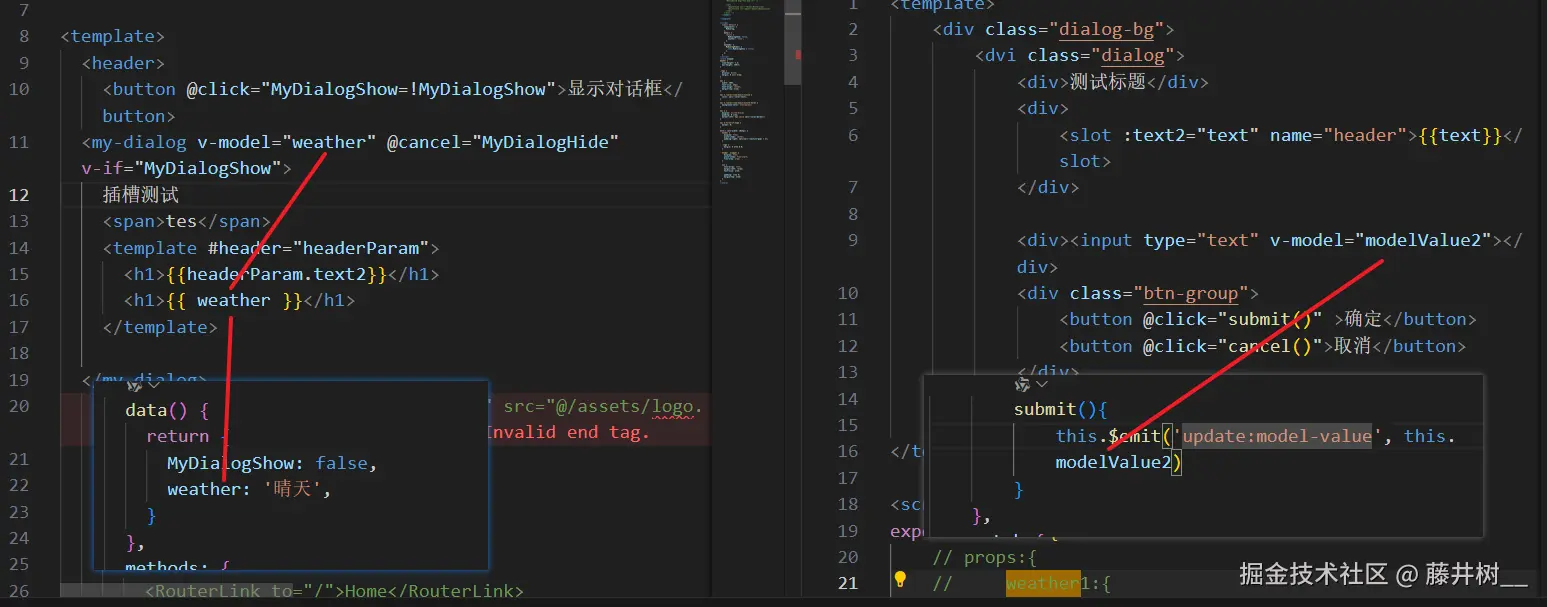 7
8 <template>
9 <header>
10 <button @click="MyDialogShow=!MyDialogShow">显示对话框</
button>
11 <my-dialog v-model="weather" @cancel="MyDialogHide"
v-if="MyDialogShow">
12 插槽测试
13 <span>tes</span>
14 <template #header="headerParam">
15 <h1>{{headerParam.text2}}</h1>
16 <h1>{{ weather }}</h1>
17 </template>
18
19 </my-dialog>
20 " src="@/assets/logo.
Invalid end tag.
21
22
23
24
25
26 <RouterLink to="/">Home</RouterLink>
data() {
return {
MyDialogShow: false,
weather: '晴天',
}
},
methods: {
1 <template>
2 <div class="dialog-bg">
3 <dvi class="dialog">
4 <div>测试标题</div>
5 <div>
6 <slot :text2="text" name="header">{{text}}</
slot>
7 </div>
8
9 <div><input type="text" v-model="modelValue2"></
div>
10 <div class="btn-group">
11 <button @click="submit()" >确定</button>
12 <button @click="cancel()">取消</button>
13 </div>
14
15
16 </te
17
18 <sc
19 exp
20 // props:{
21 // weather1:{
submit(){
this.$emit('update:model-value', this.
modelValue2)
}
},
掘金技术社区 @ 藤井树__